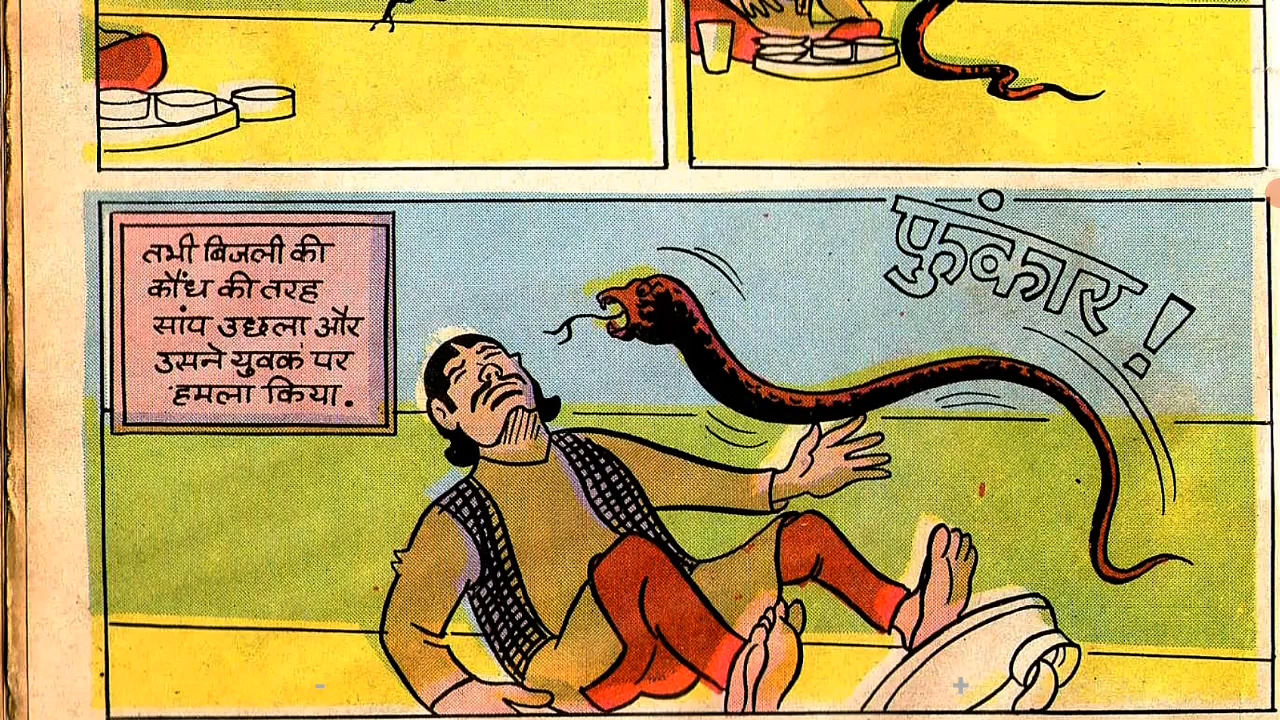 तभी बिजली की
कौंध की तरह
सांप उछला और
उसने युवक पर
हमला किया.
फुंकार!